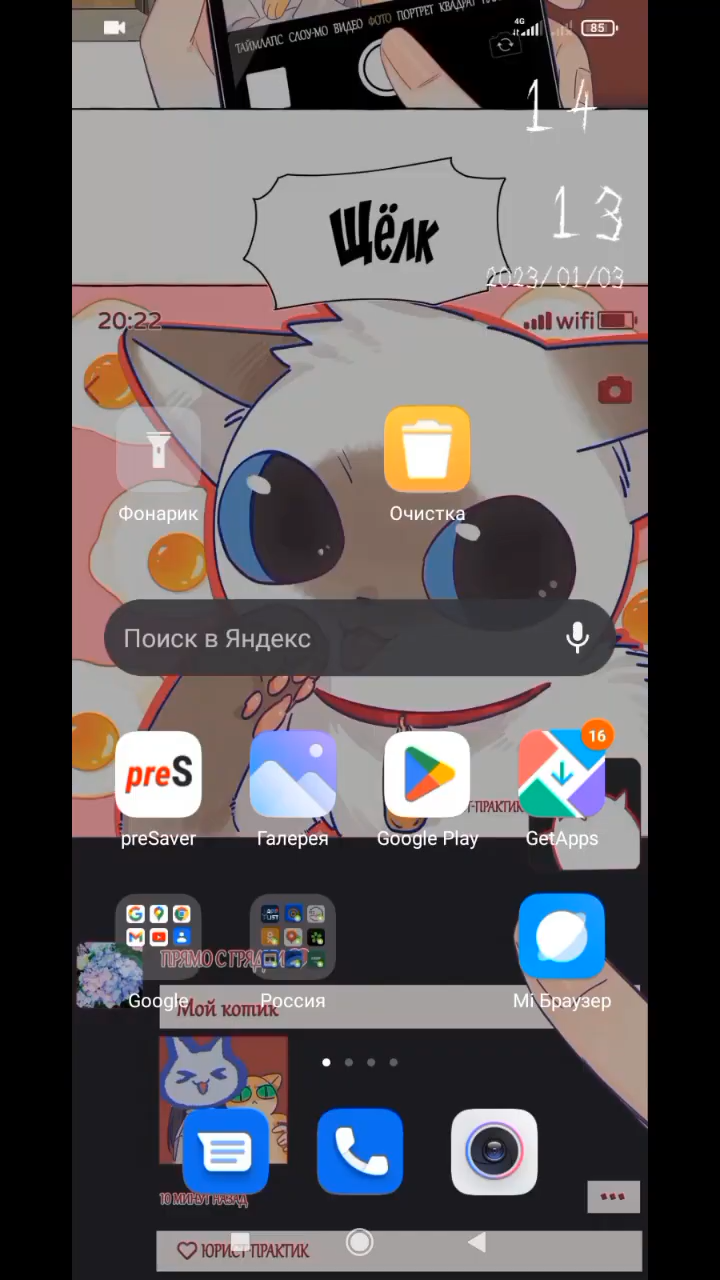 ТАЙМЛАПС СЛОУ-МО ВИДЕО ФОТО ПОРТРЕТ КВАДРАТ
4G
85
14
13
2023/01/03
Щёлк
20:22
wifi
Фонарик
Очистка
Поиск в Яндекс
preS
16
Т-ПРАКТИК
preSaver
Галерея
Google Play
GetApps
ПРЯМО С ГРЯДКИ
Google
Россия
Mi Браузер
Мой котик
10 МИНУТ НАЗАД
ЮРИСТ-ПРАКТИК